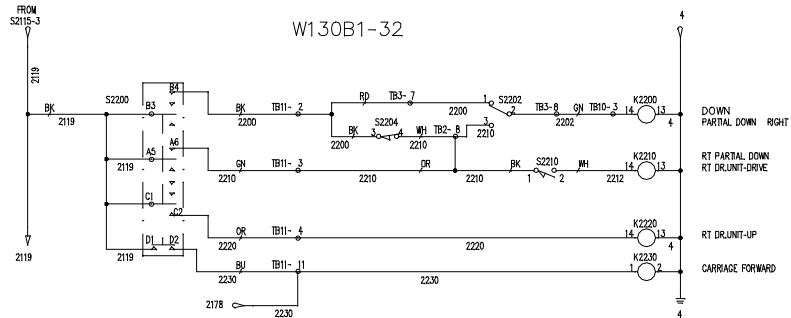 FROM
S2115-3
W130B1-32
4
2119
BK
2119
S2200
B3
B4
BK
2200
TB11- 2
RD
TB3- 7
2200
1
S2202
2
3
TB3-8
GN
TB10-3
2202
K2200
14
13
4
DOWN
PARTIAL DOWN RIGHT
BK
2200
S2204
3
4
WH
2210
TB2- 8
2210
A5
2119
A6
GN
2210
TB11- 3
2210
OR
2210
BK
S2210
1
2
WH
2212
K2210
14
13
4
RT PARTIAL DOWN
RT DR.UNIT-DRIVE
C1
C2
OR
2220
TB11- 4
2220
K2220
14
13
4
RT DR.UNIT-UP
2119
D1
D2
2119
BU
2230
TB11- 11
2230
K2230
1
2
CARRIAGE FORWARD
2178
2230
4